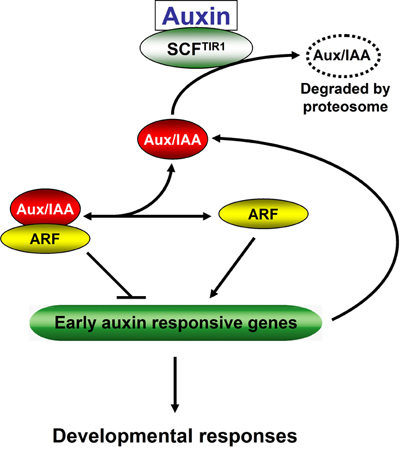 Auxin
SCFTIR1
Aux/IAA
Degraded by
proteosome
Aux/IAA
Aux/IAA
ARF
ARF
Early auxin responsive genes
Developmental responses